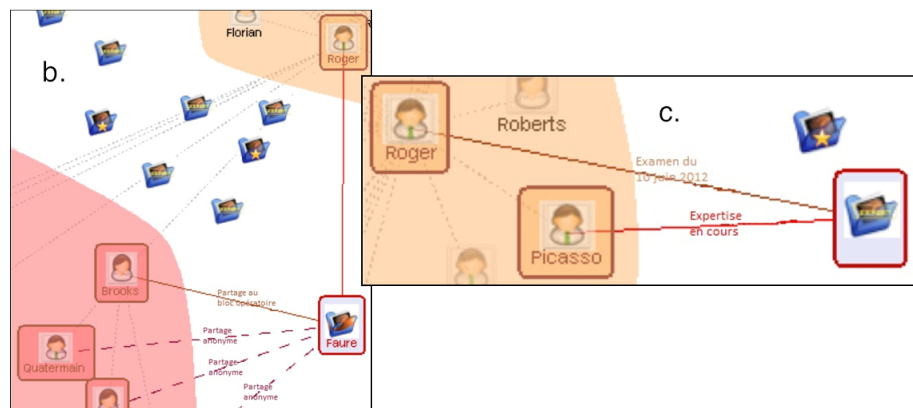 Florian
Roger
b.
Brooks
Partage au
bloc opératoire
Partage
anonyme
Quatermain
Faure
Partage
anonyme
Partage
anonyme
c.
Roger
Roberts
Examen du
10 juin 2012
Picasso
Expertise
en cours